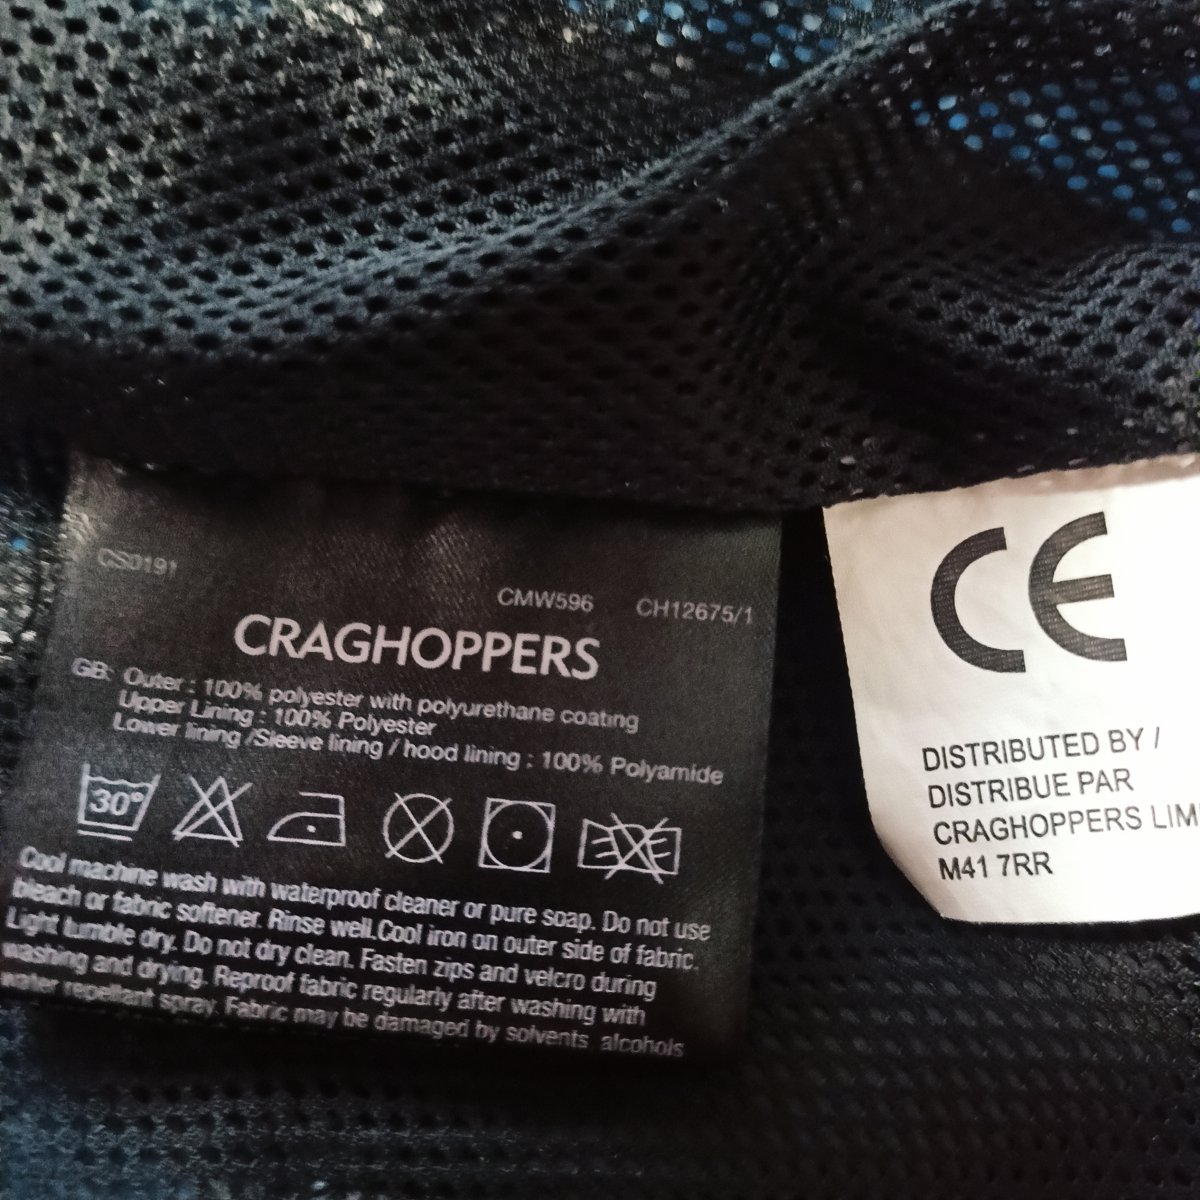 CS0191
CMW596 CH12675/1
CRAGHOPPERS
GB: Outer : 100% polyester with polyurethane coating
Upper Lining : 100% Polyester
Lower lining /Sleeve lining / hood lining : 100% Polyamide
30°
Cool machine wash with waterproof cleaner or pure soap. Do not use
bleach or fabric softener. Rinse well.Cool iron on outer side of fabric.
Light tumble dry. Do not dry clean. Fasten zips and velcro during
washing and drying. Reproof fabric regularly after washing with
water repellant spray. Fabric may be damaged by solvents, alcohols
CE
DISTRIBUTED BY /
DISTRIBUE PAR
CRAGHOPPERS LIM
M41 7RR